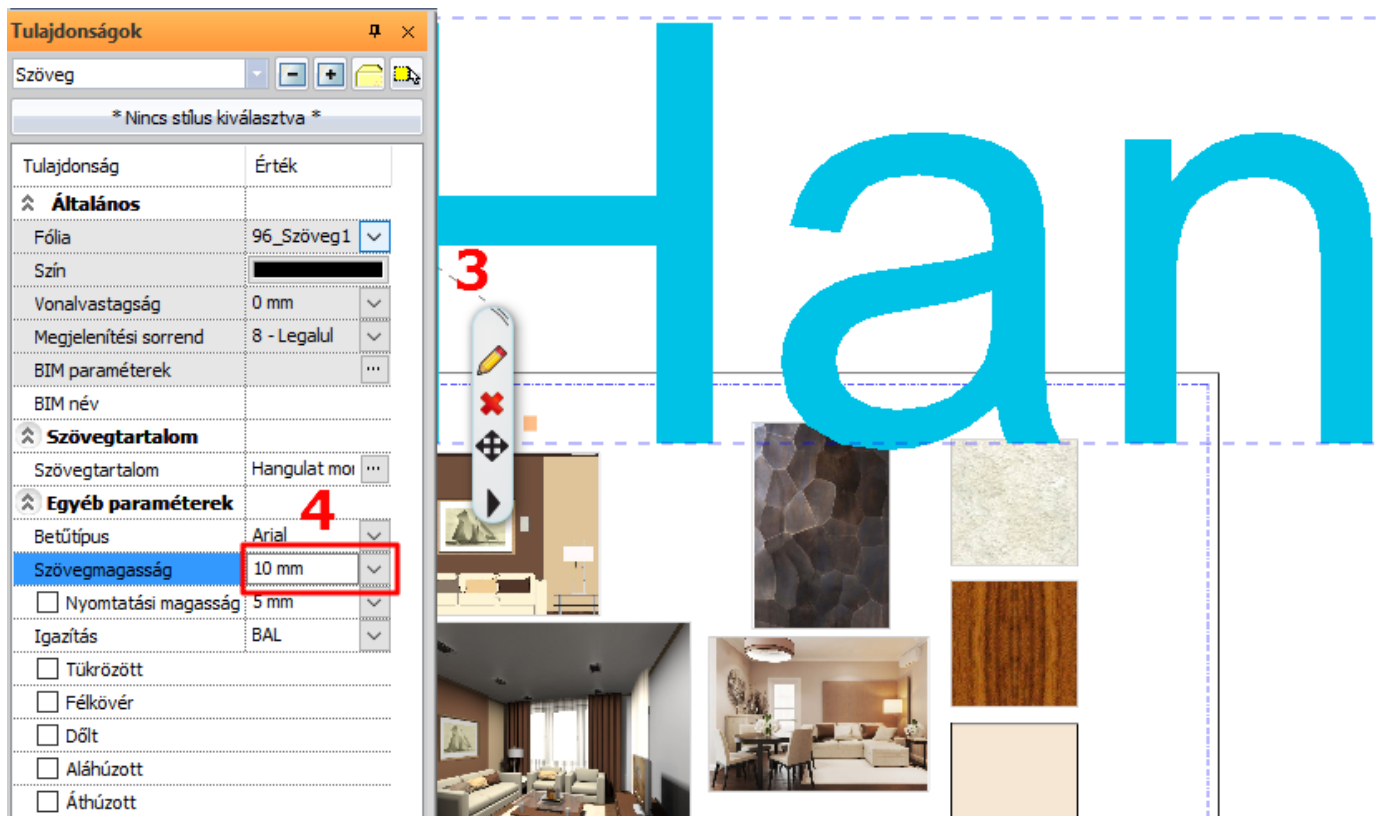 Tulajdonságok
Szöveg
* Nincs stílus kiválasztva *
Tulajdonság Érték
Általános
Fólia 96_Szöveg1
Szín
Vonalvastagság 0 mm
Megjelenítési sorrend 8 - Legalul
BIM paraméterek ...
BIM név
Szövegtartalom
Szövegtartalom Hangulat mon ...
Egyéb paraméterek
4
Betűtípus Arial
Szövegmagasság 10 mm
Nyomtatási magasság 5 mm
Igazítás BAL
Tükrözött
Félkövér
Dőlt
Aláhúzott
Áthúzott
Han
3